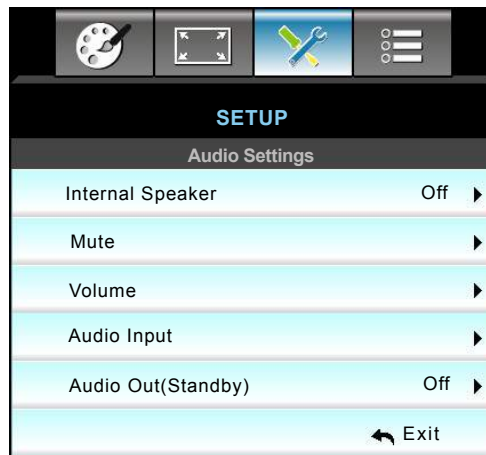 SETUP
Audio Settings
Internal Speaker Off
Mute
Volume
Audio Input
Audio Out(Standby) Off
Exit